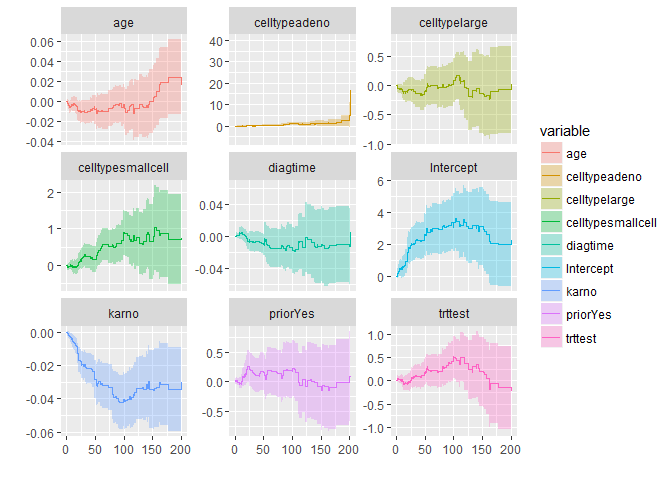 age
celltypeadeno
celltypelarge
0.06
0.04
0.02
0.00
-0.02
-0.04
40
30
20
10
0
0.5
0.0
-0.5
-1.0
celltypesmallcell
diagtime
Intercept
2
1
0
0.04
0.00
-0.04
6
4
2
0
karno
priorYes
trttest
0.00
-0.02
-0.04
-0.06
0.5
0.0
-0.5
1.0
0.5
0.0
-0.5
-1.0
0 50 100 150 200
0 50 100 150 200
0 50 100 150 200
variable
age
celltypeadeno
celltypelarge
celltypesmallcell
diagtime
Intercept
karno
priorYes
trttest